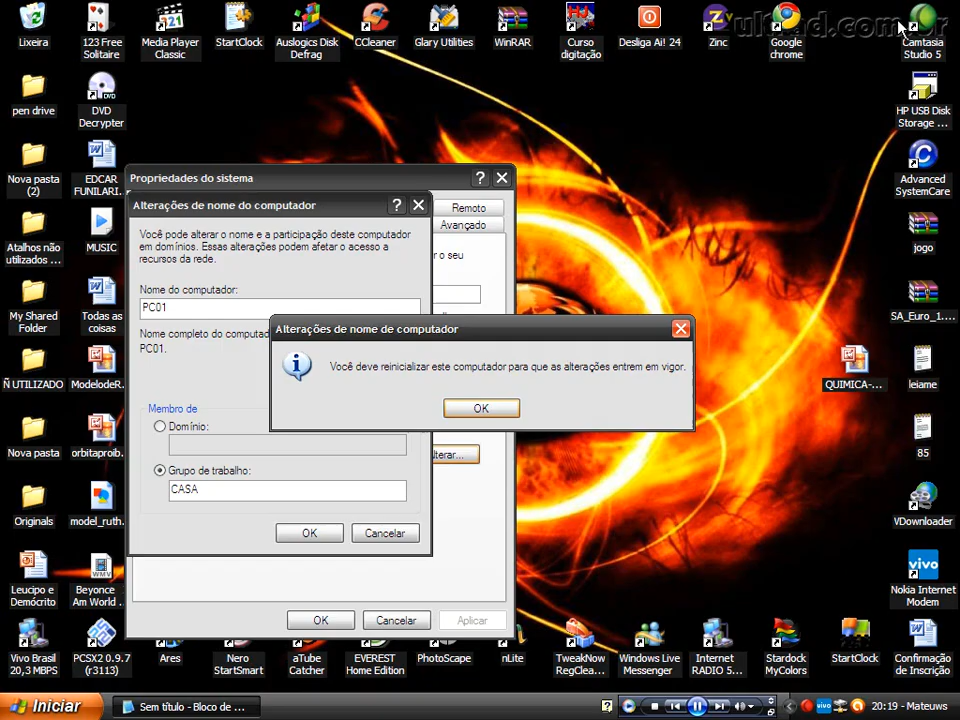 ultrad.com.br
Lixeira
123 Free
Solitaire
Media Player
Classic
StartClock
Auslogics Disk
Defrag
CCleaner
Glary Utilities
WinRAR
Curso
digitação
Desliga Aí! 24
Zinc
Google
chrome
Camtasia
Studio 5
pen drive
DVD
Decrypter
HP USB Disk
Storage ...
Nova pasta
(2)
EDCAR
FUNILARI...
Advanced
SystemCare
Atalhos não
utilizados ...
MUSIC
jogo
My Shared
Folder
Todas as
coisas
SA_Euro_1....
Ñ UTILIZADO
ModelodeR...
QUIMICA-...
leiame
Nova pasta
orbitaproib...
85
Originals
model_ruth...
VDownloader
Leucipo e
Demócrito
Beyonce
Am World ...
vivo
Nokia Internet
Modem
Vivo Brasil
20,3 MBPS
PCSX2 0.9.7
(r3113)
Ares
Nero
StartSmart
aTube
Catcher
EVEREST
Home Edition
PhotoScape
nLite
TweakNow
RegClea...
Windows Live
Messenger
Internet
RADIO 5...
Stardock
MyColors
StartClock
Confirmação
de Inscrição
Propriedades do sistema
Remoto
Avançado
r o seu
lterar...
OK
Cancelar
Aplicar
Alterações de nome do computador
Você pode alterar o nome e a participação deste computador
em domínios. Essas alterações podem afetar o acesso a
recursos da rede.
Nome do computador:
PC01
Nome completo do computad
PC01.
Membro de
Domínio:
Grupo de trabalho:
CASA
OK
Cancelar
Alterações de nome de computador
Você deve reinicializar este computador para que as alterações entrem em vigor.
OK
Iniciar
Sem título - Bloco de ...
vivo
20:19 - Mateuws